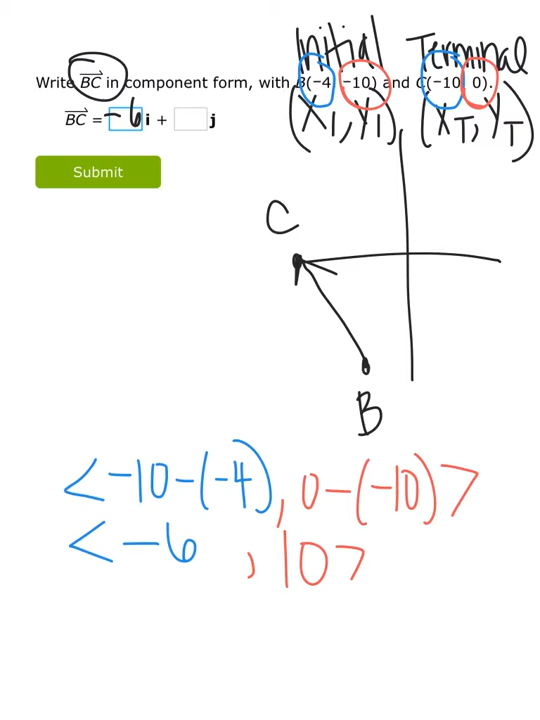 Initial Terminal
Write BC in component form, with B(−4, −10) and C(−10, 0).
(X1, Y1) (XT, YT)
BC = −6 i + j
Submit
C
B
<−10−(−4), 0−(−10)>
<−6, 10>